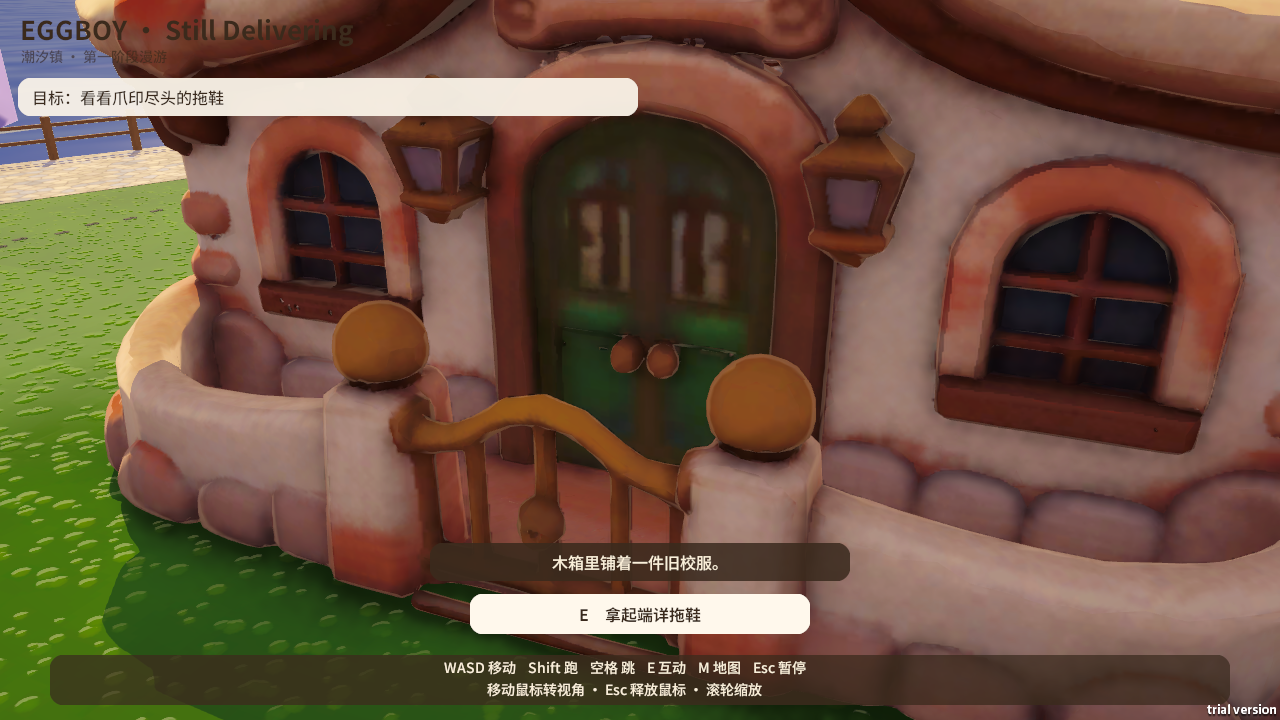 EGGBOY · Still Delivering
潮汐镇 · 第一阶段漫游
目标：看看爪印尽头的拖鞋
木箱里铺着一件旧校服。
E 拿起端详拖鞋
WASD 移动 Shift 跑 空格 跳 E 互动 M 地图 Esc 暂停
移动鼠标转视角 · Esc 释放鼠标 · 滚轮缩放
trial version